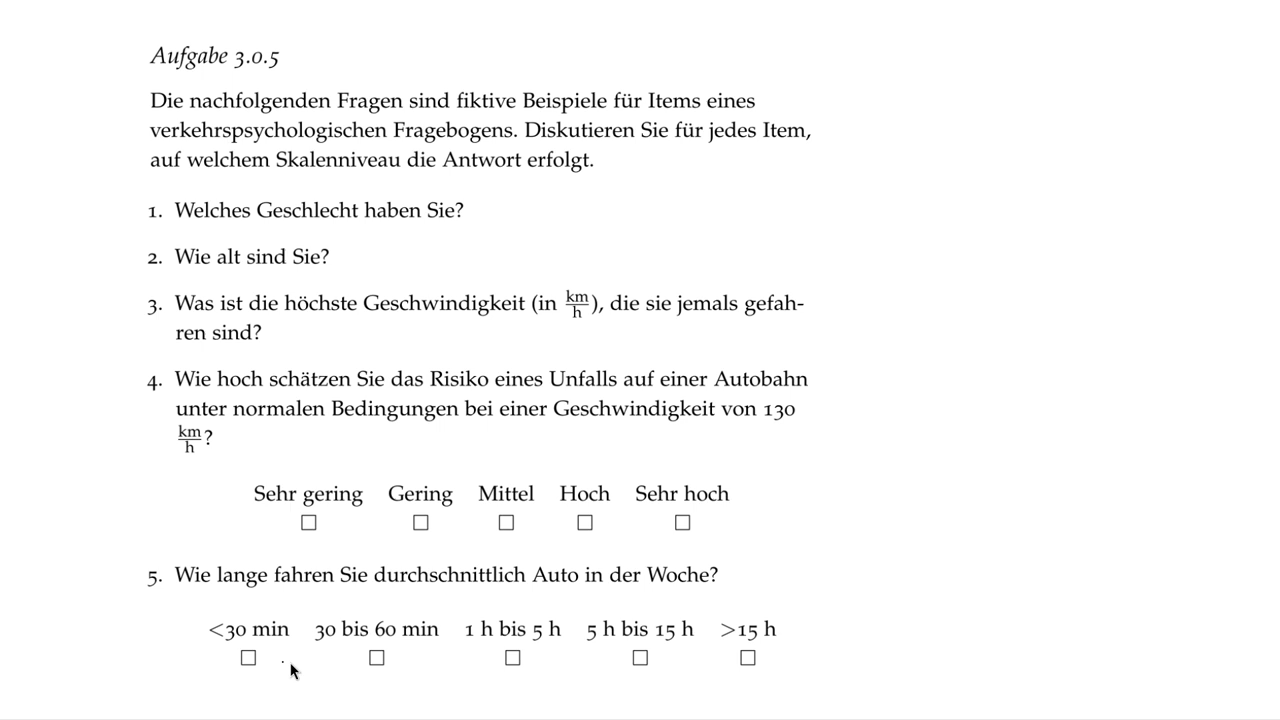 Aufgabe 3.0.5
Die nachfolgenden Fragen sind fiktive Beispiele für Items eines
verkehrspsychologischen Fragebogens. Diskutieren Sie für jedes Item,
auf welchem Skalenniveau die Antwort erfolgt.
1. Welches Geschlecht haben Sie?
2. Wie alt sind Sie?
3. Was ist die höchste Geschwindigkeit (in km/h), die sie jemals gefah-
ren sind?
4. Wie hoch schätzen Sie das Risiko eines Unfalls auf einer Autobahn
unter normalen Bedingungen bei einer Geschwindigkeit von 130
km/h?
Sehr gering Gering Mittel Hoch Sehr hoch
5. Wie lange fahren Sie durchschnittlich Auto in der Woche?
<30 min 30 bis 60 min 1 h bis 5 h 5 h bis 15 h >15 h